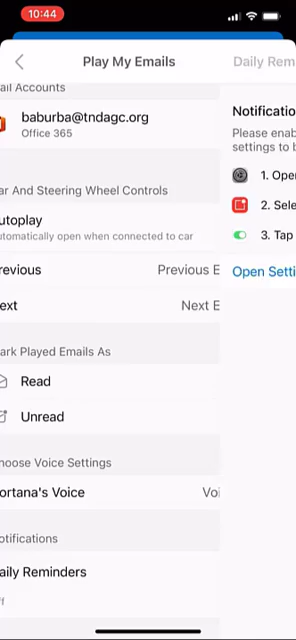 10:44
Play My Emails
Daily Rem
ail Accounts
baburba@tndagc.org
Office 365
ar And Steering Wheel Controls
utoplay
utomatically open when connected to car
revious
Previous E
ext
Next E
ark Played Emails As
Read
Unread
hoose Voice Settings
ortana's Voice
Voi
otifications
aily Reminders
ff
Notificatio
Please enab
settings to b
1. Ope
2. Sele
3. Tap
Open Setti